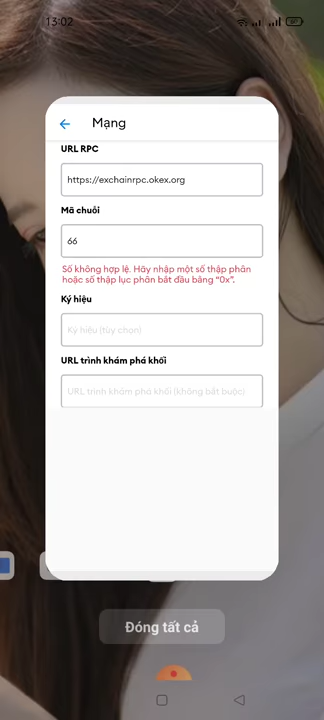 13:02
Mạng
URL RPC
https://exchainrpc.okex.org
Mã chuỗi
66
Số không hợp lệ. Hãy nhập một số thập phân
hoặc số thập lục phân bắt đầu bằng “0x”.
Ký hiệu
Ký hiệu (tùy chọn)
URL trình khám phá khối
URL trình khám phá khối (không bắt buộc)
Đóng tất cả